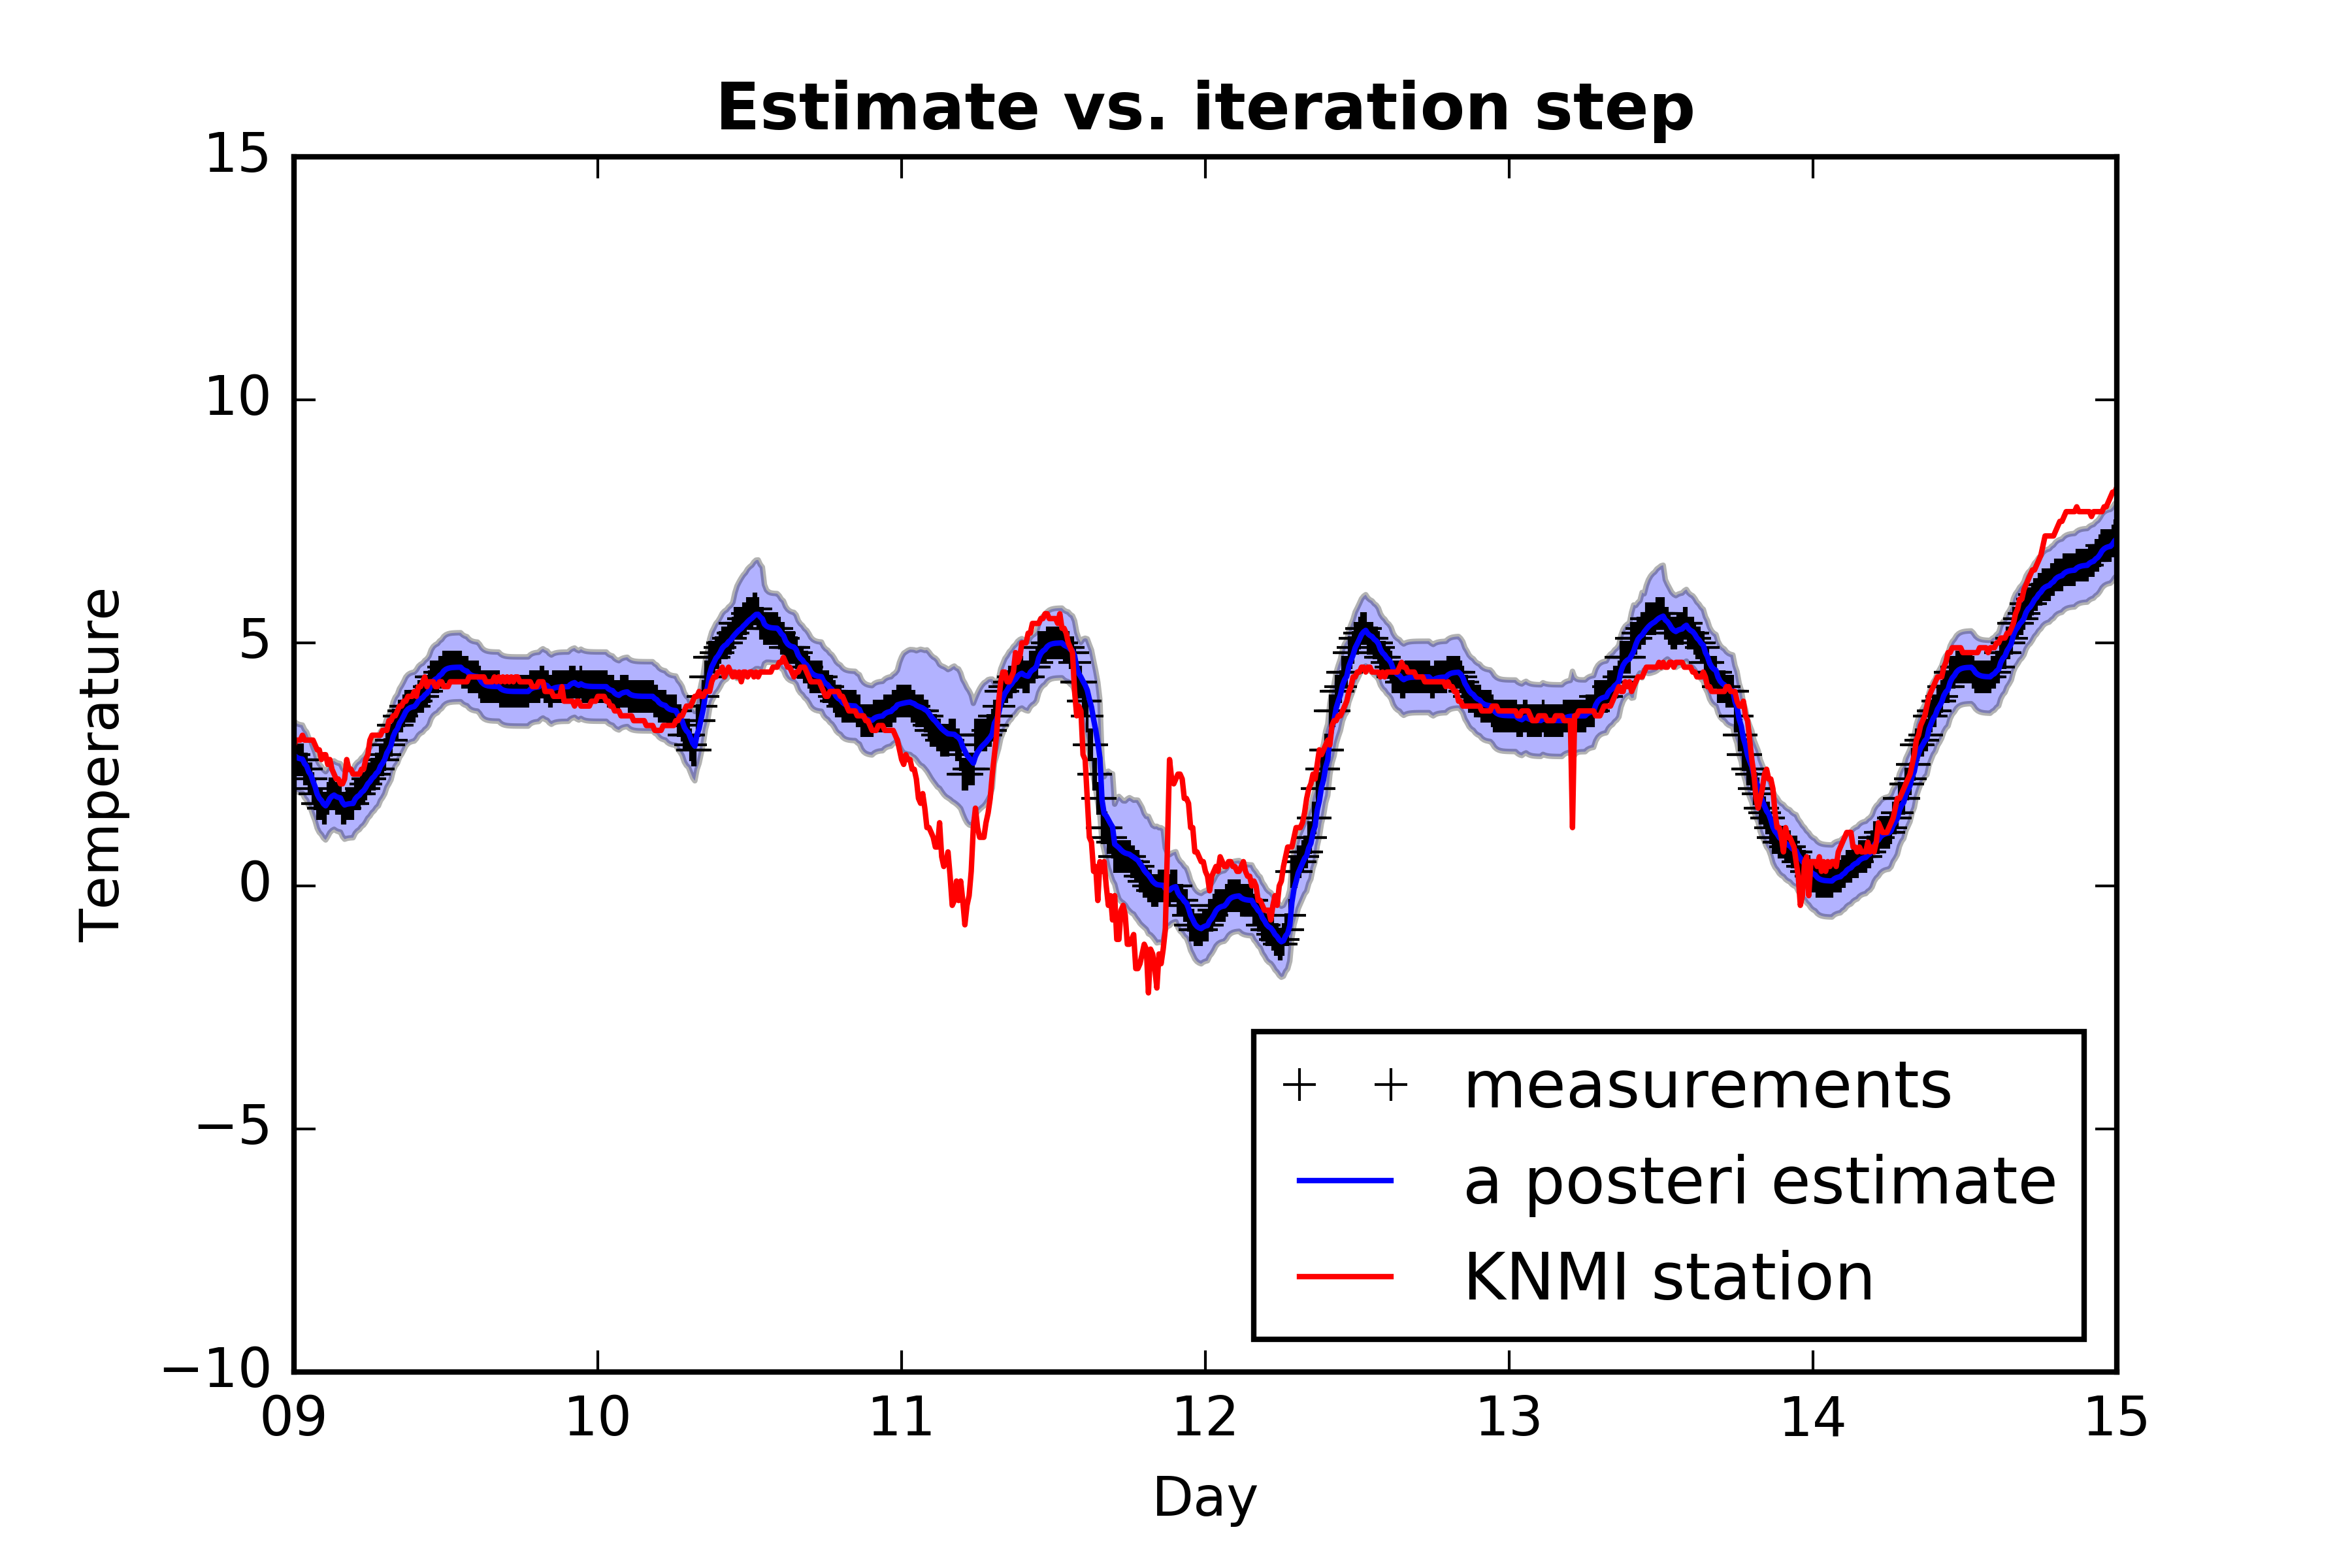 Estimate vs. iteration step
15
10
5
0
−5
−10
Temperature
measurements
a posteri estimate
KNMI station
09 10 11 12 13 14 15
Day